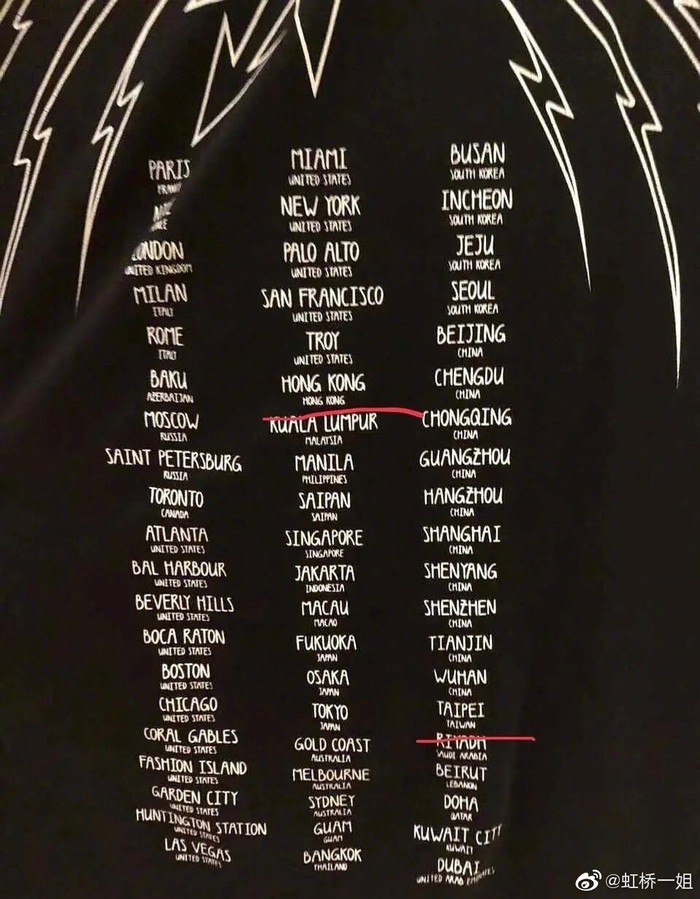 PARIS
MIAMI
UNITED STATES
BUSAN
SOUTH KOREA
NEW YORK
UNITED STATES
INCHEON
SOUTH KOREA
LONDON
UNITED KINGDOM
PALO ALTO
UNITED STATES
JEJU
SOUTH KOREA
MILAN
ITALY
SAN FRANCISCO
UNITED STATES
SEOUL
SOUTH KOREA
ROME
ITALY
TROY
UNITED STATES
BEIJING
CHINA
BAKU
AZERBAIJAN
HONG KONG
HONG KONG
CHENGDU
CHINA
MOSCOW
RUSSIA
KUALA LUMPUR
MALAYSIA
CHONGQING
CHINA
SAINT PETERSBURG
RUSSIA
MANILA
PHILIPPINES
GUANGZHOU
CHINA
TORONTO
CANADA
SAIPAN
SAIPAN
HANGZHOU
CHINA
ATLANTA
UNITED STATES
SINGAPORE
SINGAPORE
SHANGHAI
CHINA
BAL HARBOUR
UNITED STATES
JAKARTA
INDONESIA
SHENYANG
CHINA
BEVERLY HILLS
UNITED STATES
MACAU
MACAO
SHENZHEN
CHINA
BOCA RATON
UNITED STATES
FUKUOKA
JAPAN
TIANJIN
CHINA
BOSTON
UNITED STATES
OSAKA
JAPAN
WUHAN
CHINA
CHICAGO
UNITED STATES
TOKYO
JAPAN
TAIPEI
TAIWAN
CORAL GABLES
UNITED STATES
GOLD COAST
AUSTRALIA
RIYADH
SAUDI ARABIA
FASHION ISLAND
UNITED STATES
MELBOURNE
AUSTRALIA
BEIRUT
LEBANON
GARDEN CITY
UNITED STATES
SYDNEY
AUSTRALIA
DOHA
QATAR
HUNTINGTON STATION
UNITED STATES
GUAM
GUAM
KUWAIT CITY
KUWAIT
LAS VEGAS
UNITED STATES
BANGKOK
THAILAND
DUBAI
UNITED ARAB EMIRATES
@虹桥一姐